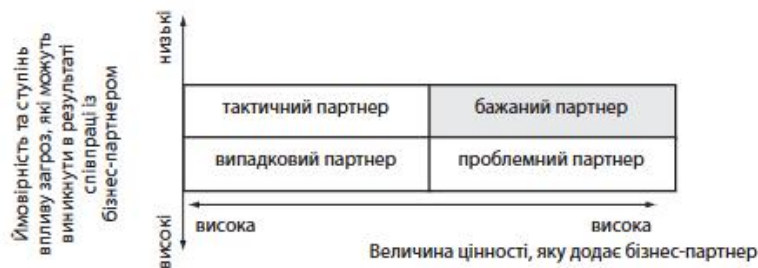 Ймовірність та ступінь
впливу загроз, які можуть
виникнути в результаті
співпраці із
бізнес-партнером
низькі
високі
тактичний партнер
бажаний партнер
випадковий партнер
проблемний партнер
висока
висока
Величина цінності, яку додає бізнес-партнер